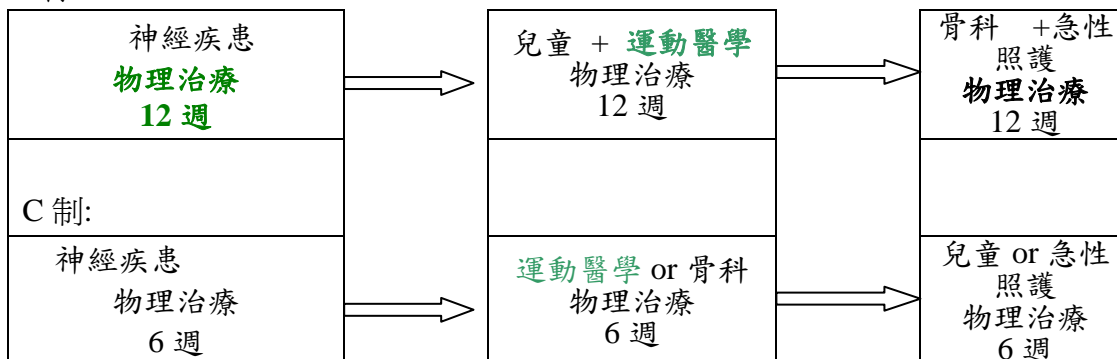 神經疾患
物理治療
12 週
兒童 + 運動醫學
物理治療
12 週
骨科 +急性
照護
物理治療
12 週
C 制:
神經疾患
物理治療
6 週
運動醫學 or 骨科
物理治療
6 週
兒童 or 急性
照護
物理治療
6 週